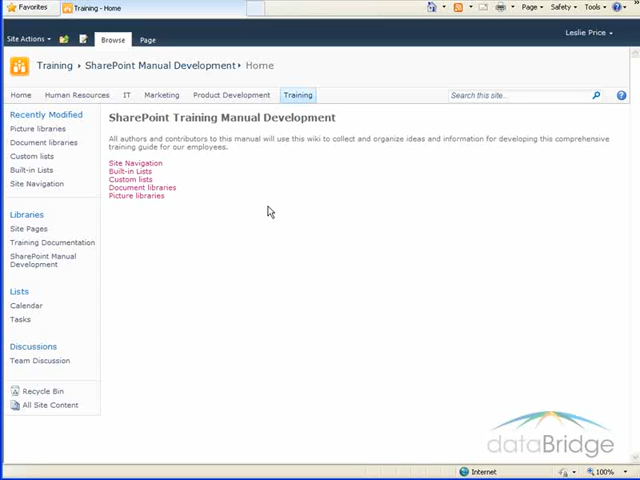 Favorites
Training - Home
Page
Safety
Tools
Site Actions
Browse
Page
Leslie Price
Training
SharePoint Manual Development
Home
Home
Human Resources
IT
Marketing
Product Development
Training
Search this site...
Recently Modified
Picture libraries
Document libraries
Custom lists
Built-in Lists
Site Navigation
Libraries
Site Pages
Training Documentation
SharePoint Manual
Development
Lists
Calendar
Tasks
Discussions
Team Discussion
Recycle Bin
All Site Content
SharePoint Training Manual Development
All authors and contributors to this manual will use this wiki to collect and organize ideas and information for developing this comprehensive
training guide for our employees.
Site Navigation
Built-in Lists
Custom lists
Document libraries
Picture libraries
dataBridge
Internet
100%